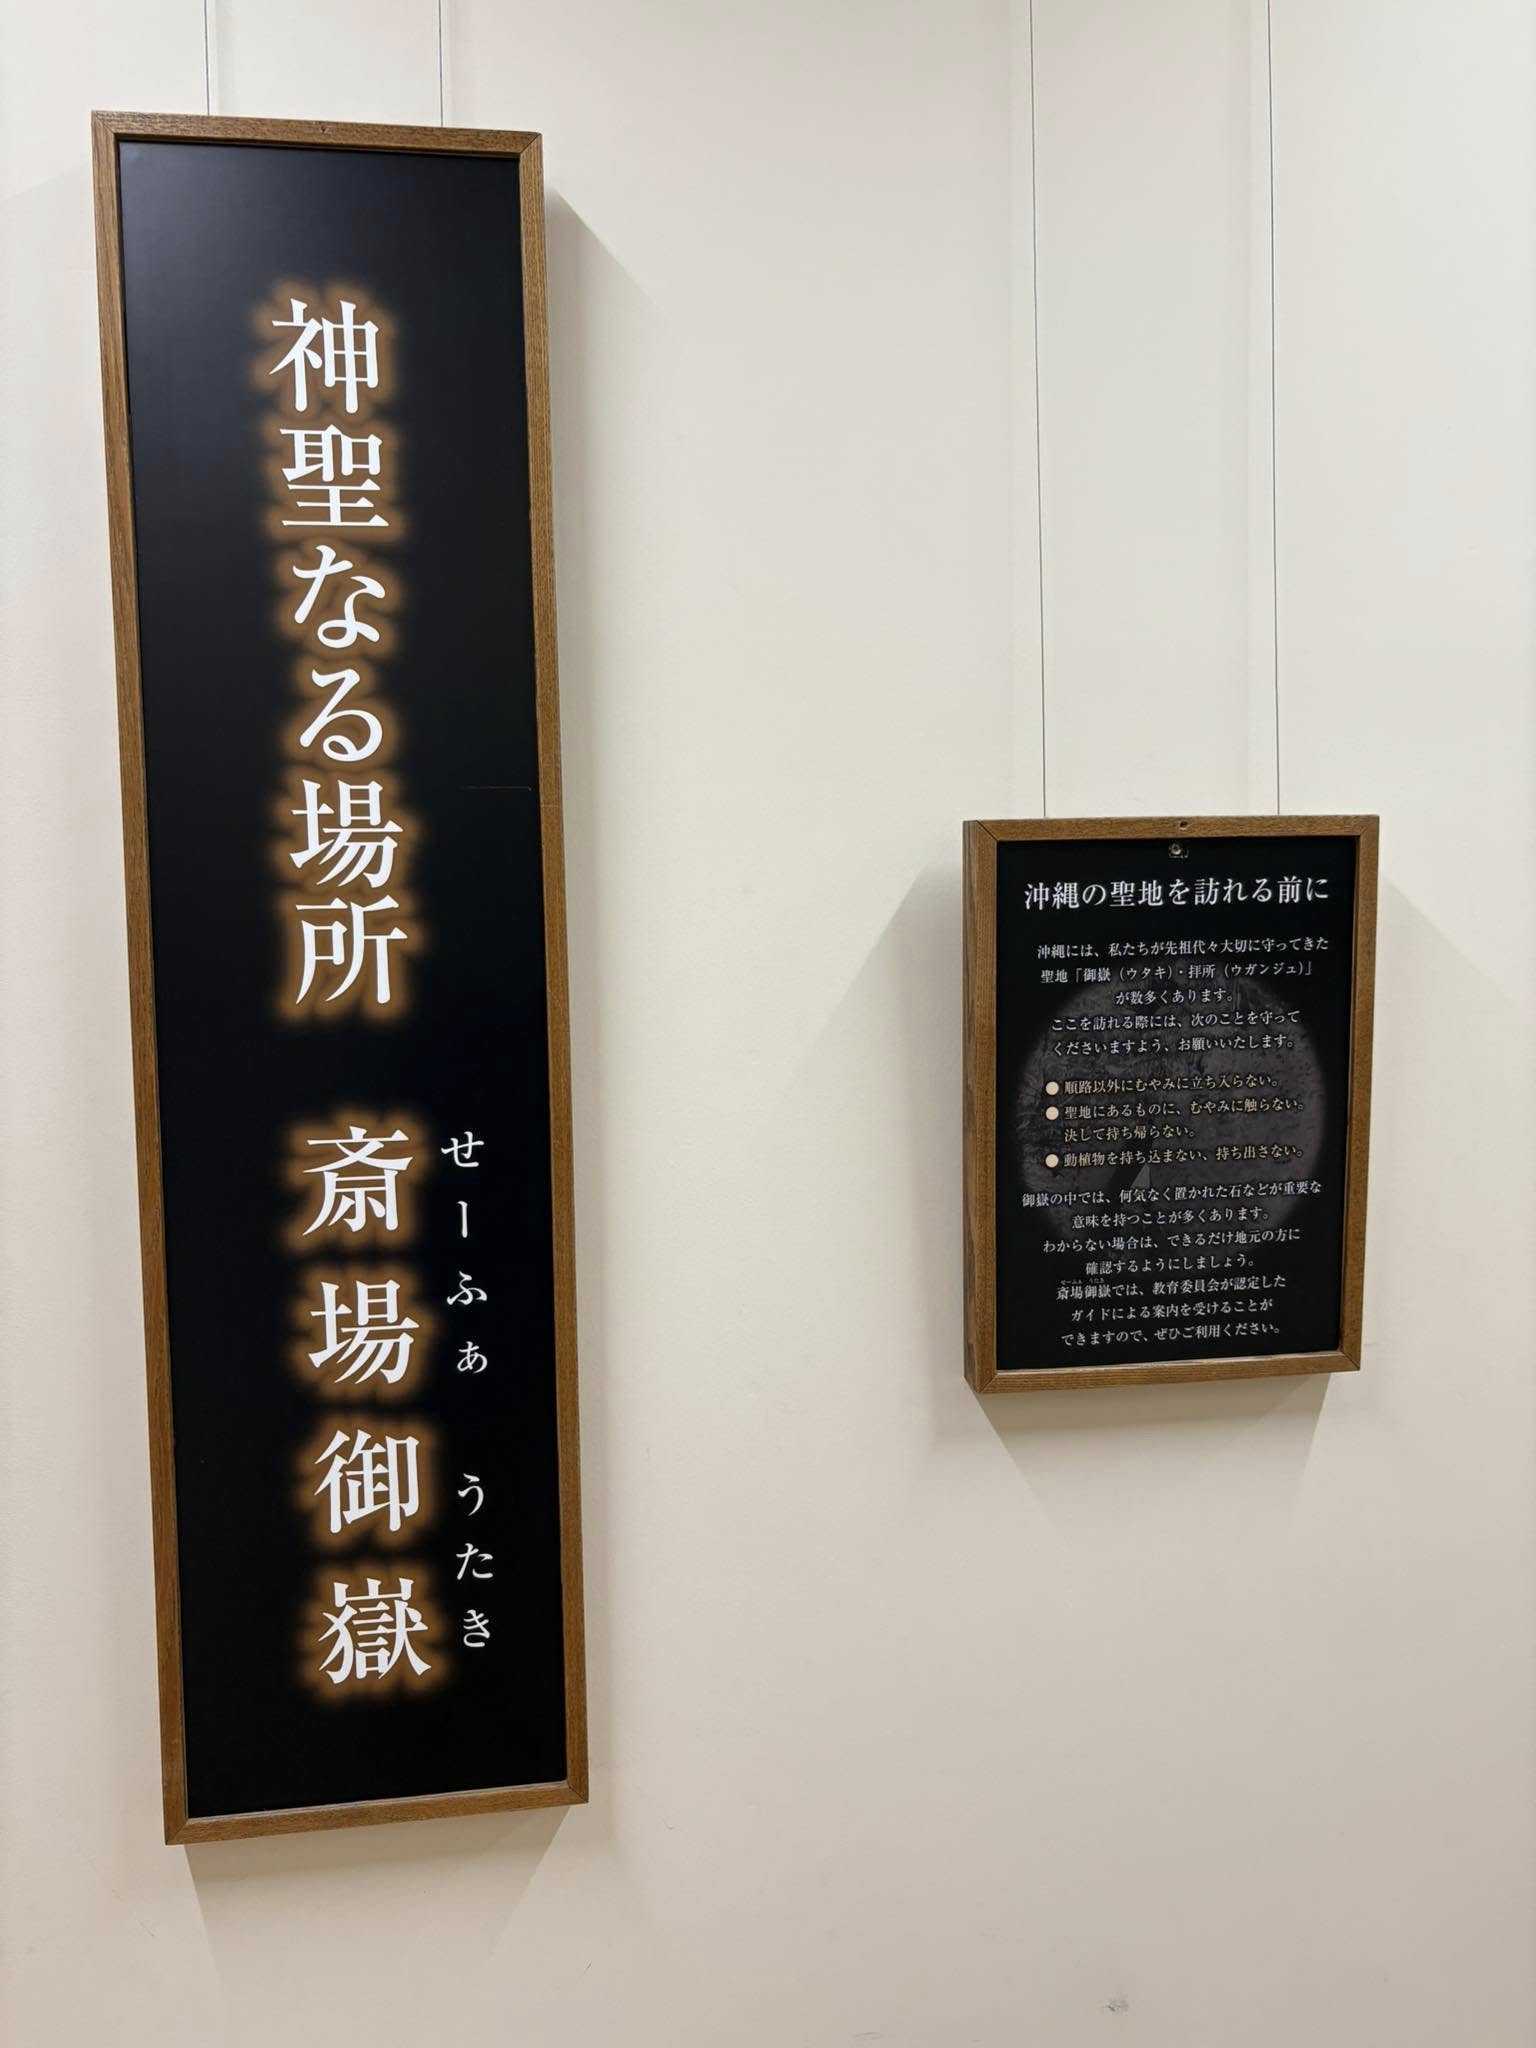 神聖なる場所 斎場御嶽
せーふぁ うたき
沖縄の聖地を訪れる前に
沖縄には、私たちが先祖代々大切に守ってきた
聖地「御嶽（ウタキ）・拝所（ウガンジュ）」
が数多くあります。
ここを訪れる際には、次のことを守って
くださいますよう、お願いいたします。
●順路以外にむやみに立ち入らない。
●聖地にあるものに、むやみに触らない。
決して持ち帰らない。
●動植物を持ち込まない、持ち出さない。
御嶽の中では、何気なく置かれた石などが重要な
意味を持つことが多くあります。
わからない場合は、できるだけ地元の方に
確認するようにしましょう。
せーふぁ うたき
斎場御嶽では、教育委員会が認定した
ガイドによる案内を受けることが
できますので、ぜひご利用ください。